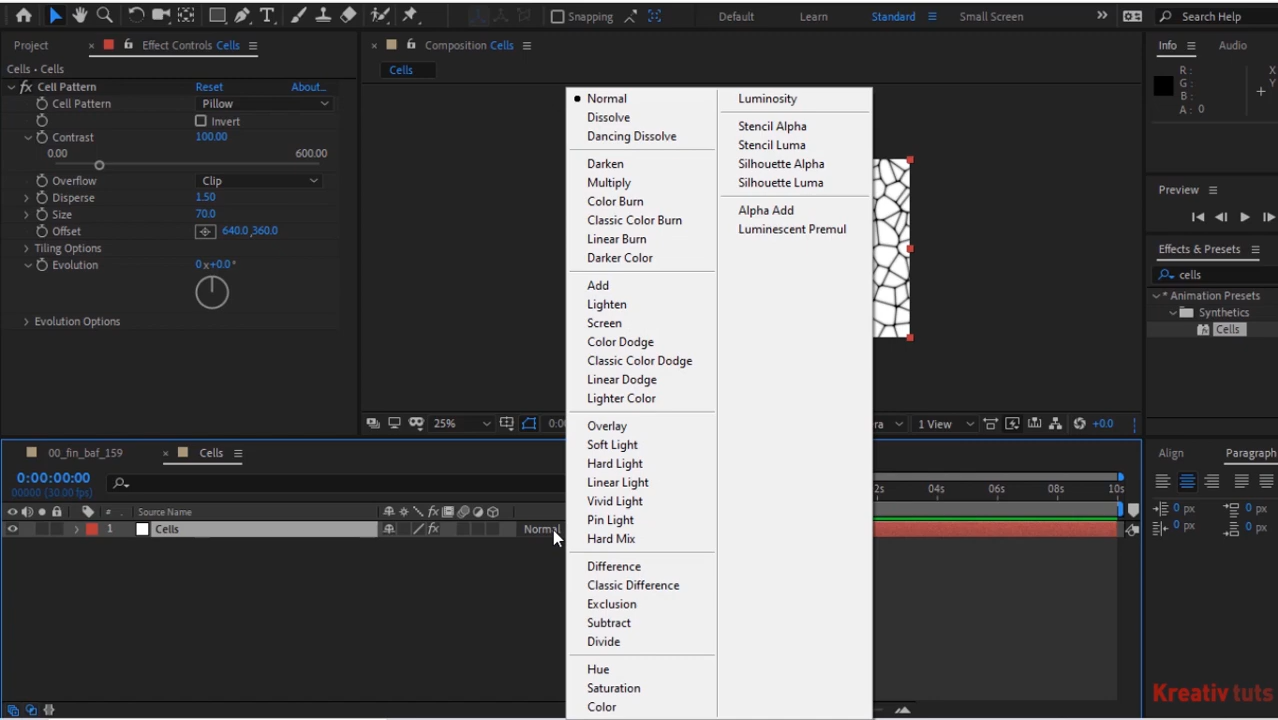 Snapping
Default
Learn
Standard
Small Screen
Search Help
Project
Effect Controls Cells
Composition Cells
Info
Audio
Cells • Cells
Cells
fx Cell Pattern
Reset
About...
Cell Pattern
Pillow
Invert
Contrast
100.00
0.00
600.00
Overflow
Clip
Disperse
1.50
Size
70.0
Offset
640.0,360.0
Tiling Options
Evolution
0x+0.0°
Evolution Options
Normal
Dissolve
Dancing Dissolve
Darken
Multiply
Color Burn
Classic Color Burn
Linear Burn
Darker Color
Add
Lighten
Screen
Color Dodge
Classic Color Dodge
Linear Dodge
Lighter Color
Overlay
Soft Light
Hard Light
Linear Light
Vivid Light
Pin Light
Hard Mix
Difference
Classic Difference
Exclusion
Subtract
Divide
Hue
Saturation
Color
Luminosity
Stencil Alpha
Stencil Luma
Silhouette Alpha
Silhouette Luma
Alpha Add
Luminescent Premul
R :
G :
B :
A : 0
X
Y
Preview
Effects & Presets
cells
* Animation Presets
Synthetics
Cells
25%
1 View
+0.0
00_fin_baf_159
Cells
0:00:00:00
00000 (30.00 fps)
Source Name
fx
1
Cells
fx
Normal
02s
04s
06s
08s
10s
Align
Paragraph
0 px
0 px
0 px
0 px
Kreativ tuts